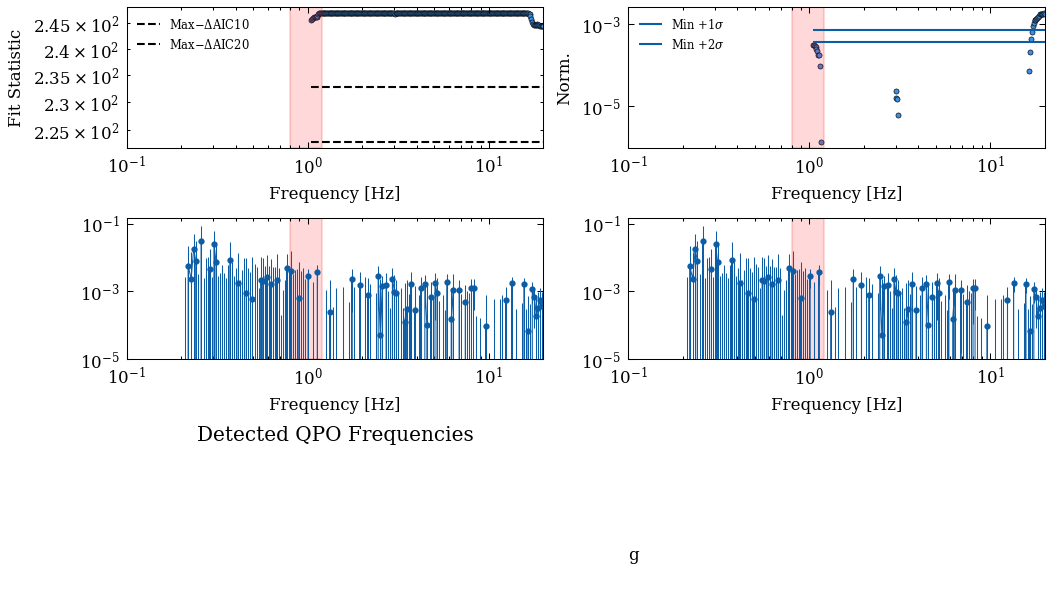 2.45 × 10²
2.4 × 10²
2.35 × 10²
2.3 × 10²
2.25 × 10²
Fit Statistic
Max−ΔAIC10
Max−ΔAIC20
10⁻¹ 10⁰ 10¹
Frequency [Hz]
10⁻³
10⁻⁵
Norm.
Min +1σ
Min +2σ
10⁻¹ 10⁰ 10¹
Frequency [Hz]
10⁻¹
10⁻³
10⁻⁵
10⁻¹ 10⁰ 10¹
Frequency [Hz]
10⁻¹
10⁻³
10⁻⁵
10⁻¹ 10⁰ 10¹
Frequency [Hz]
Detected QPO Frequencies
g